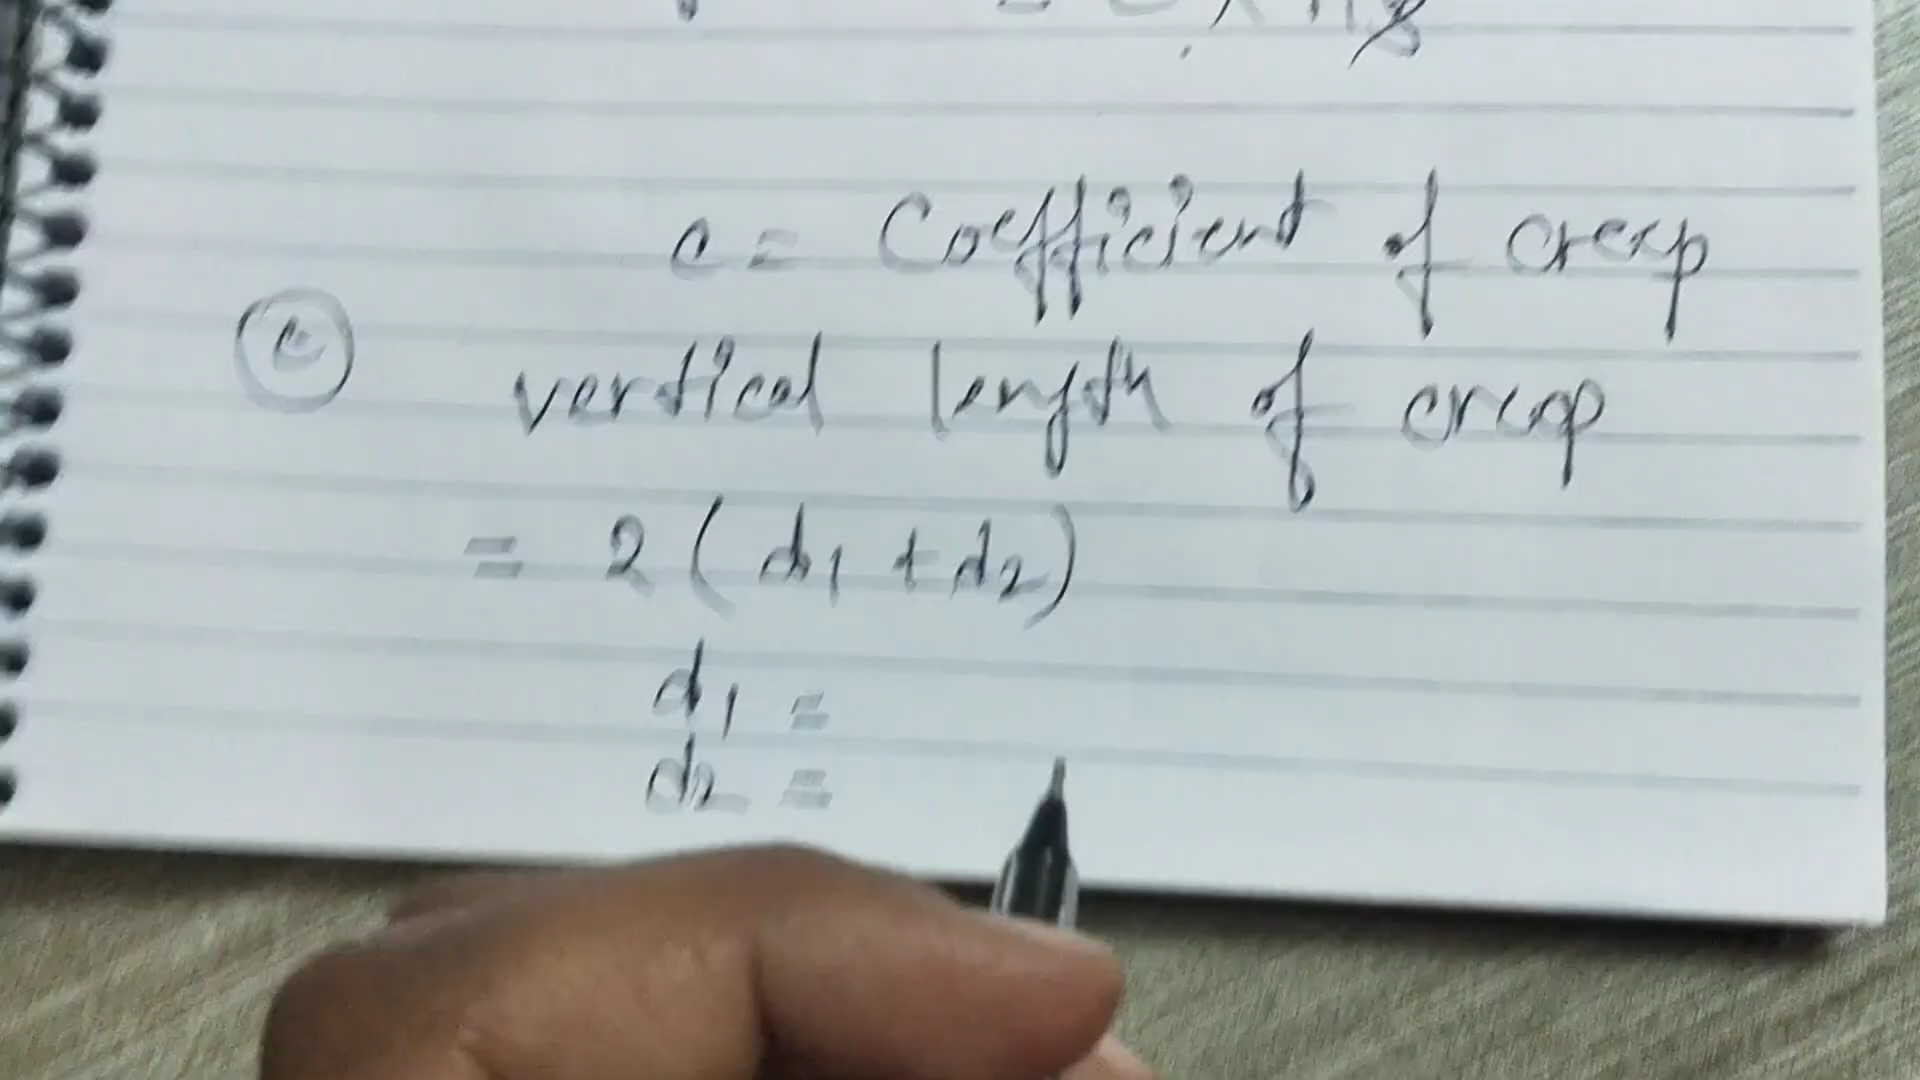 c = Coefficient of creep
(c) vertical length of creep
= 2 (d1 + d2)
d1 =
d2 =